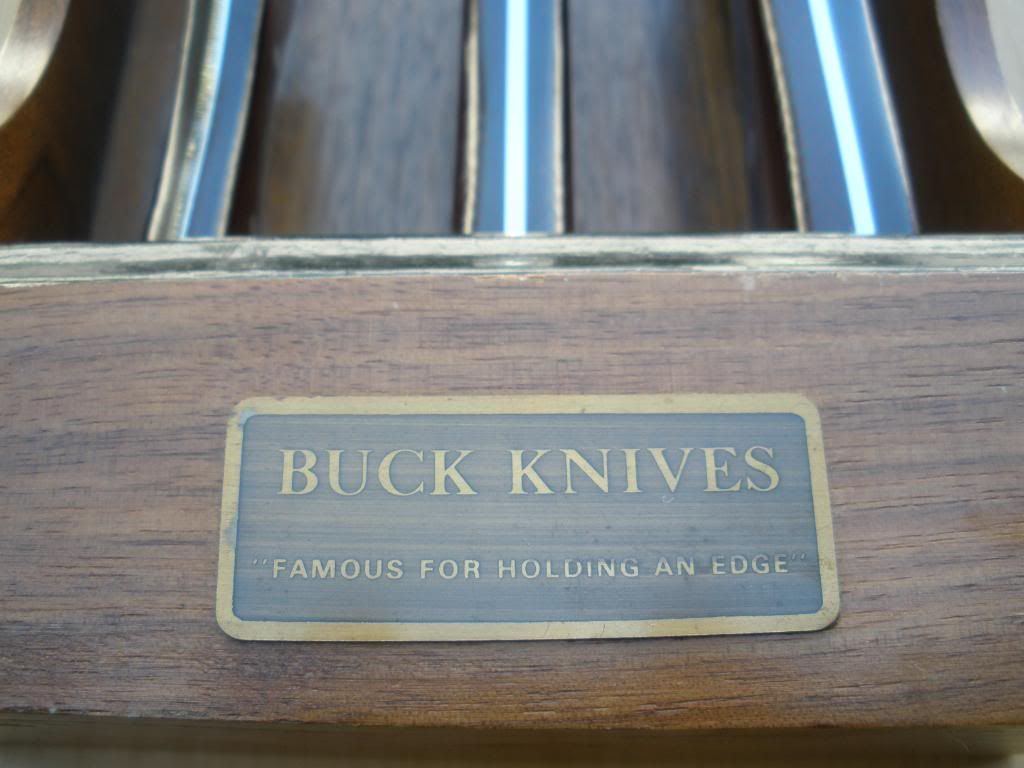 BUCK KNIVES
"FAMOUS FOR HOLDING AN EDGE"